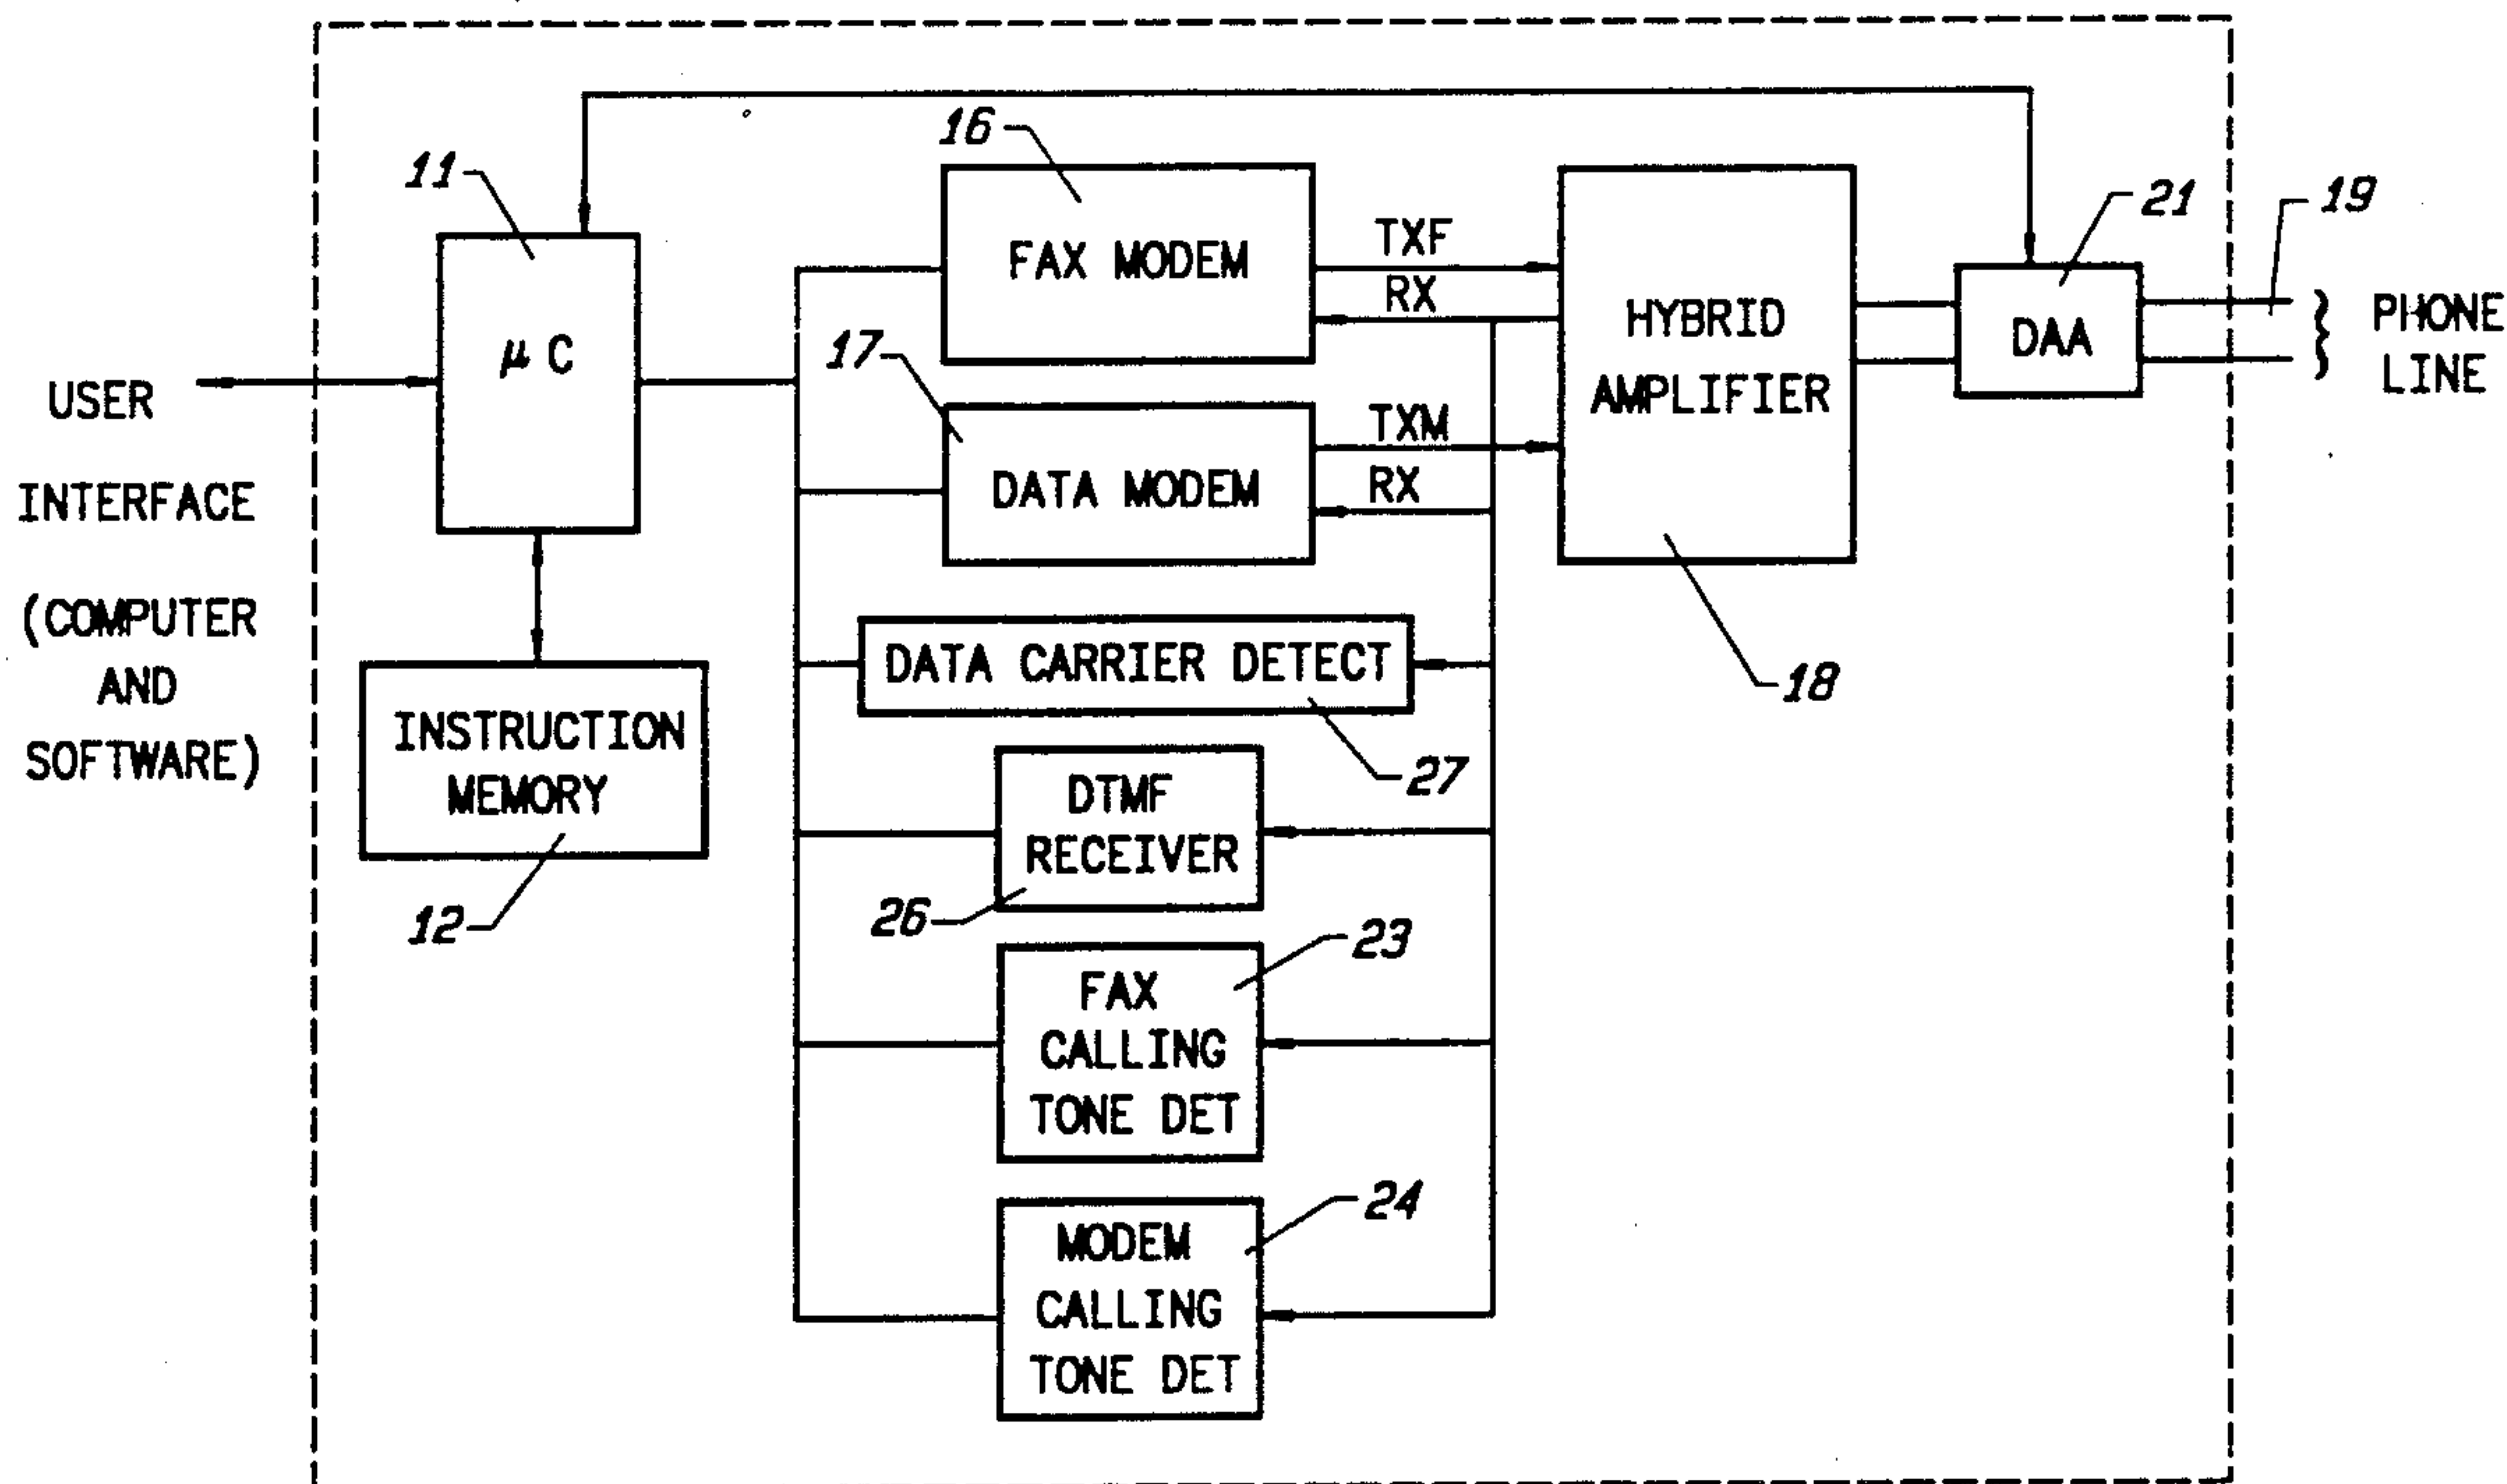 16
11
21
19
TXF
FAX MODEM
RX
HYBRID
AMPLIFIER
PHONE
LINE
DAA
µ C
17
USER
INTERFACE
(COMPUTER
AND
SOFTWARE)
TXM
DATA MODEM
RX
DATA CARRIER DETECT
18
INSTRUCTION
MEMORY
27
DTMF
RECEIVER
12
26
23
FAX
CALLING
TONE DET
24
MODEM
CALLING
TONE DET